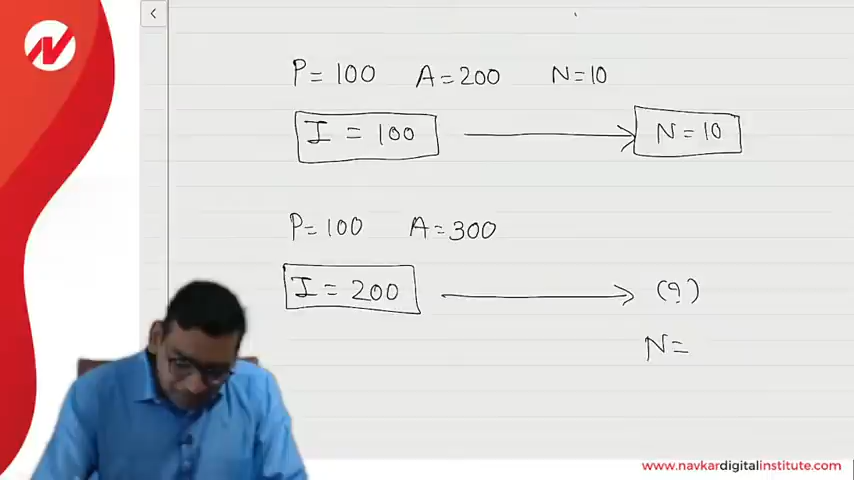 P = 100 A = 200 N = 10
I = 100 N = 10
P = 100 A = 300
I = 200 (?)
N =
www.navkardigitalinstitute.com